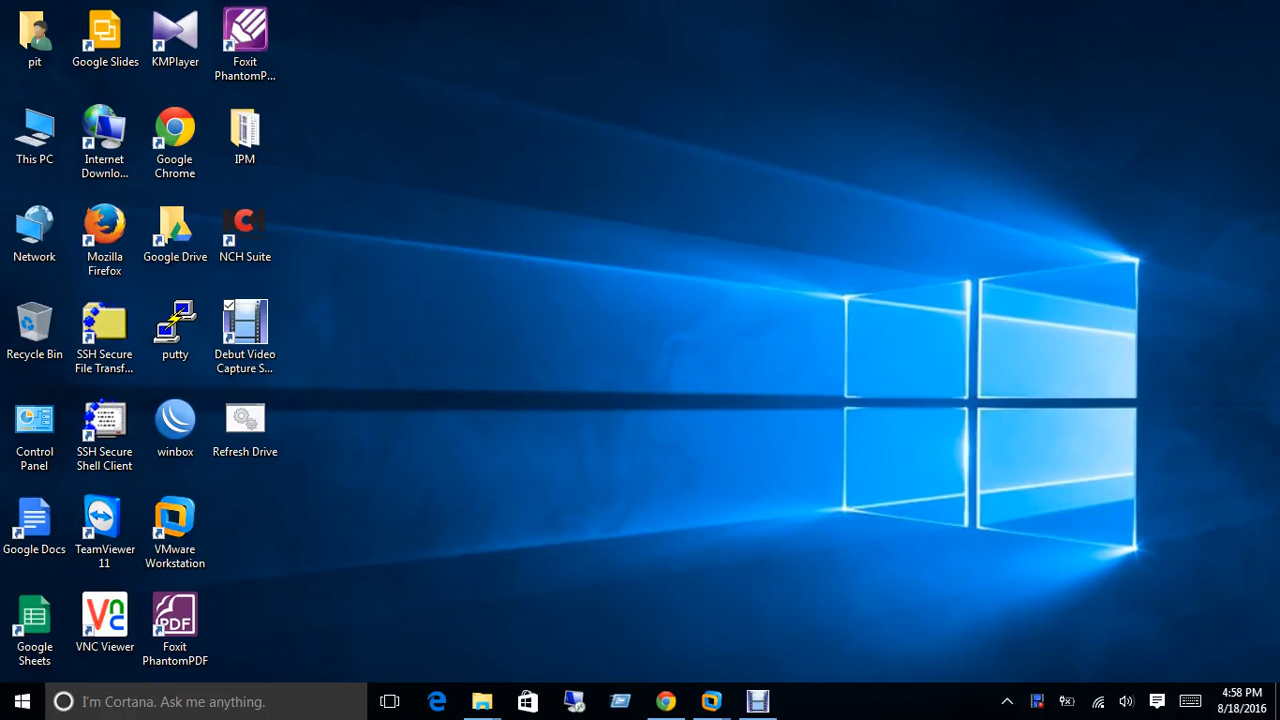 pit
Google Slides
KMPlayer
Foxit
PhantomP...
This PC
Internet
Downlo...
Google
Chrome
IPM
Network
Mozilla
Firefox
Google Drive
NCH Suite
Recycle Bin
SSH Secure
File Transf...
putty
Debut Video
Capture S...
Control
Panel
SSH Secure
Shell Client
winbox
Refresh Drive
Google Docs
TeamViewer
11
VMware
Workstation
Google
Sheets
VNC Viewer
PDF
Foxit
PhantomPDF
I'm Cortana. Ask me anything.
4:58 PM
8/18/2016